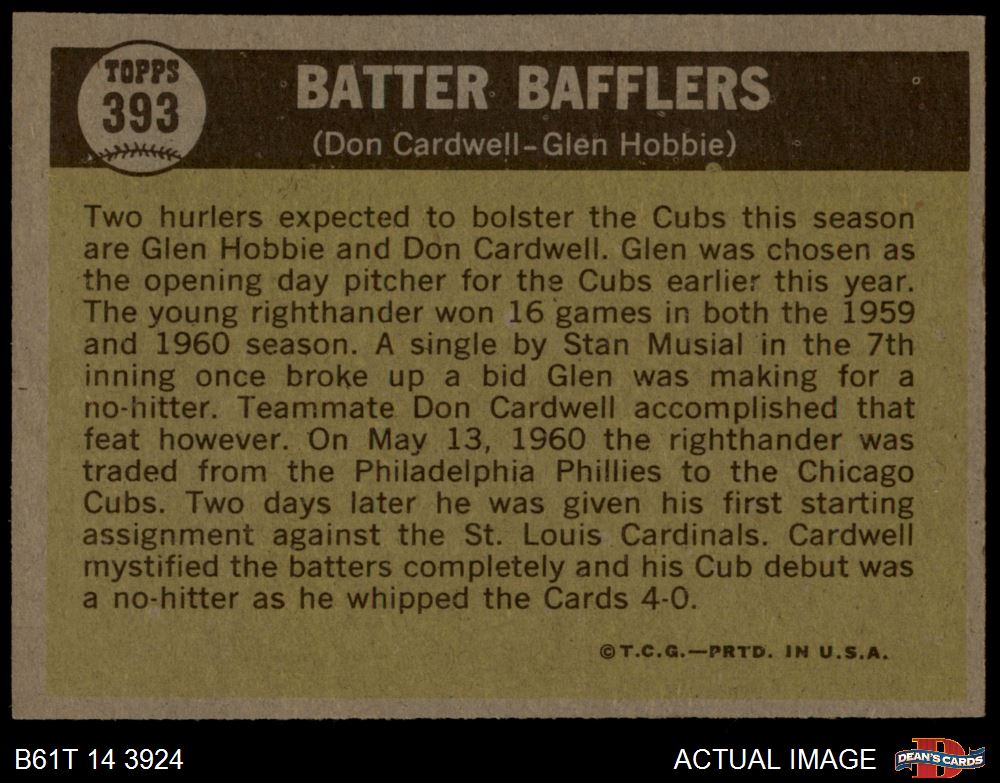 TOPPS
393
BATTER BAFFLERS
(Don Cardwell-Glen Hobbie)
Two hurlers expected to bolster the Cubs this season
are Glen Hobbie and Don Cardwell. Glen was chosen as
the opening day pitcher for the Cubs earlier this year.
The young righthander won 16 games in both the 1959
and 1960 season. A single by Stan Musial in the 7th
inning once broke up a bid Glen was making for a
no-hitter. Teammate Don Cardwell accomplished that
feat however. On May 13, 1960 the righthander was
traded from the Philadelphia Phillies to the Chicago
Cubs. Two days later he was given his first starting
assignment against the St. Louis Cardinals. Cardwell
mystified the batters completely and his Cub debut was
a no-hitter as he whipped the Cards 4-0.
©T.C.G.—PRTD. IN U.S.A.
B61T 14 3924
ACTUAL IMAGE
DEAN'S CARDS